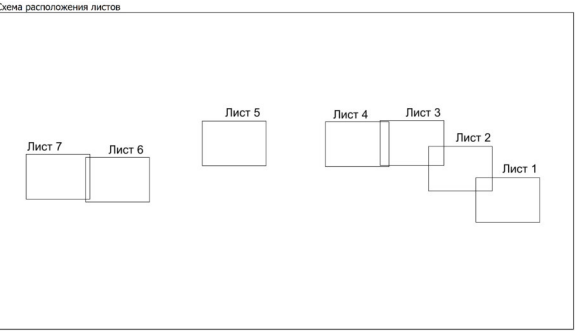 Схема расположения листов
Лист 5
Лист 4
Лист 3
Лист 2
Лист 7
Лист 6
Лист 1